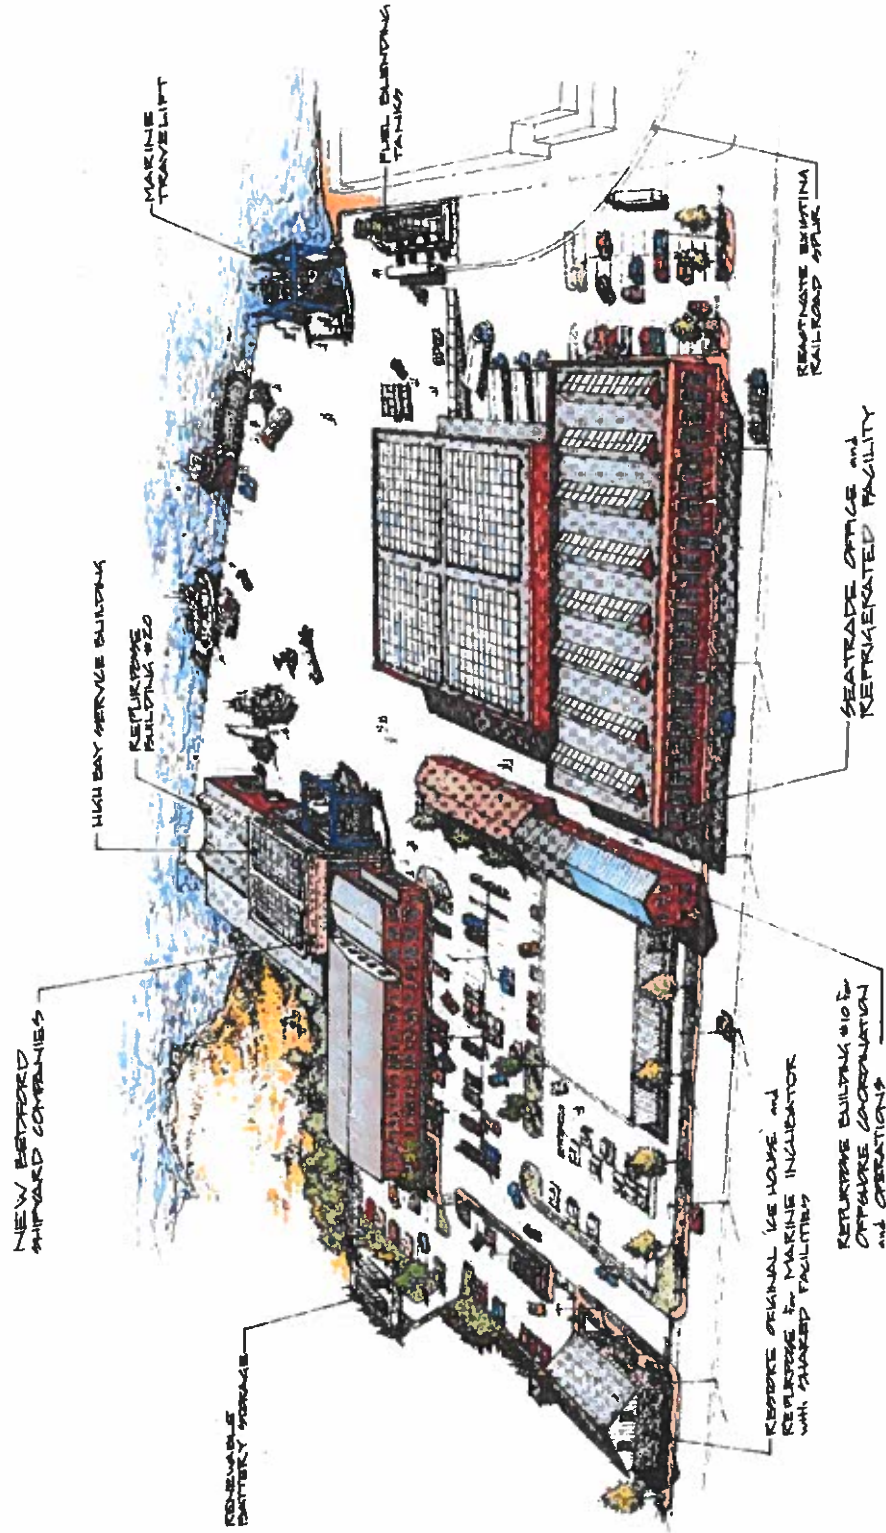 NEW BEDFORD
SHIPYARD COMPANIES
HIGH BAY SERVICE BUILDING
REPURPOSE
BUILDING #20
MARINE
TRAVELIFT
FUEL BLENDING
TANKS
RENEWABLE
BATTERY STORAGE
RESTORE ORIGINAL 'ICE HOUSE' and
REPURPOSE for MARINE INCUBATOR
with SHARED FACILITIES
REPURPOSE BUILDING #10 for
OFFSHORE COORDINATION
and OPERATIONS
SEATRADE OFFICE and
REFRIGERATED FACILITY
REACTIVATE EXISTING
RAILROAD SPUR